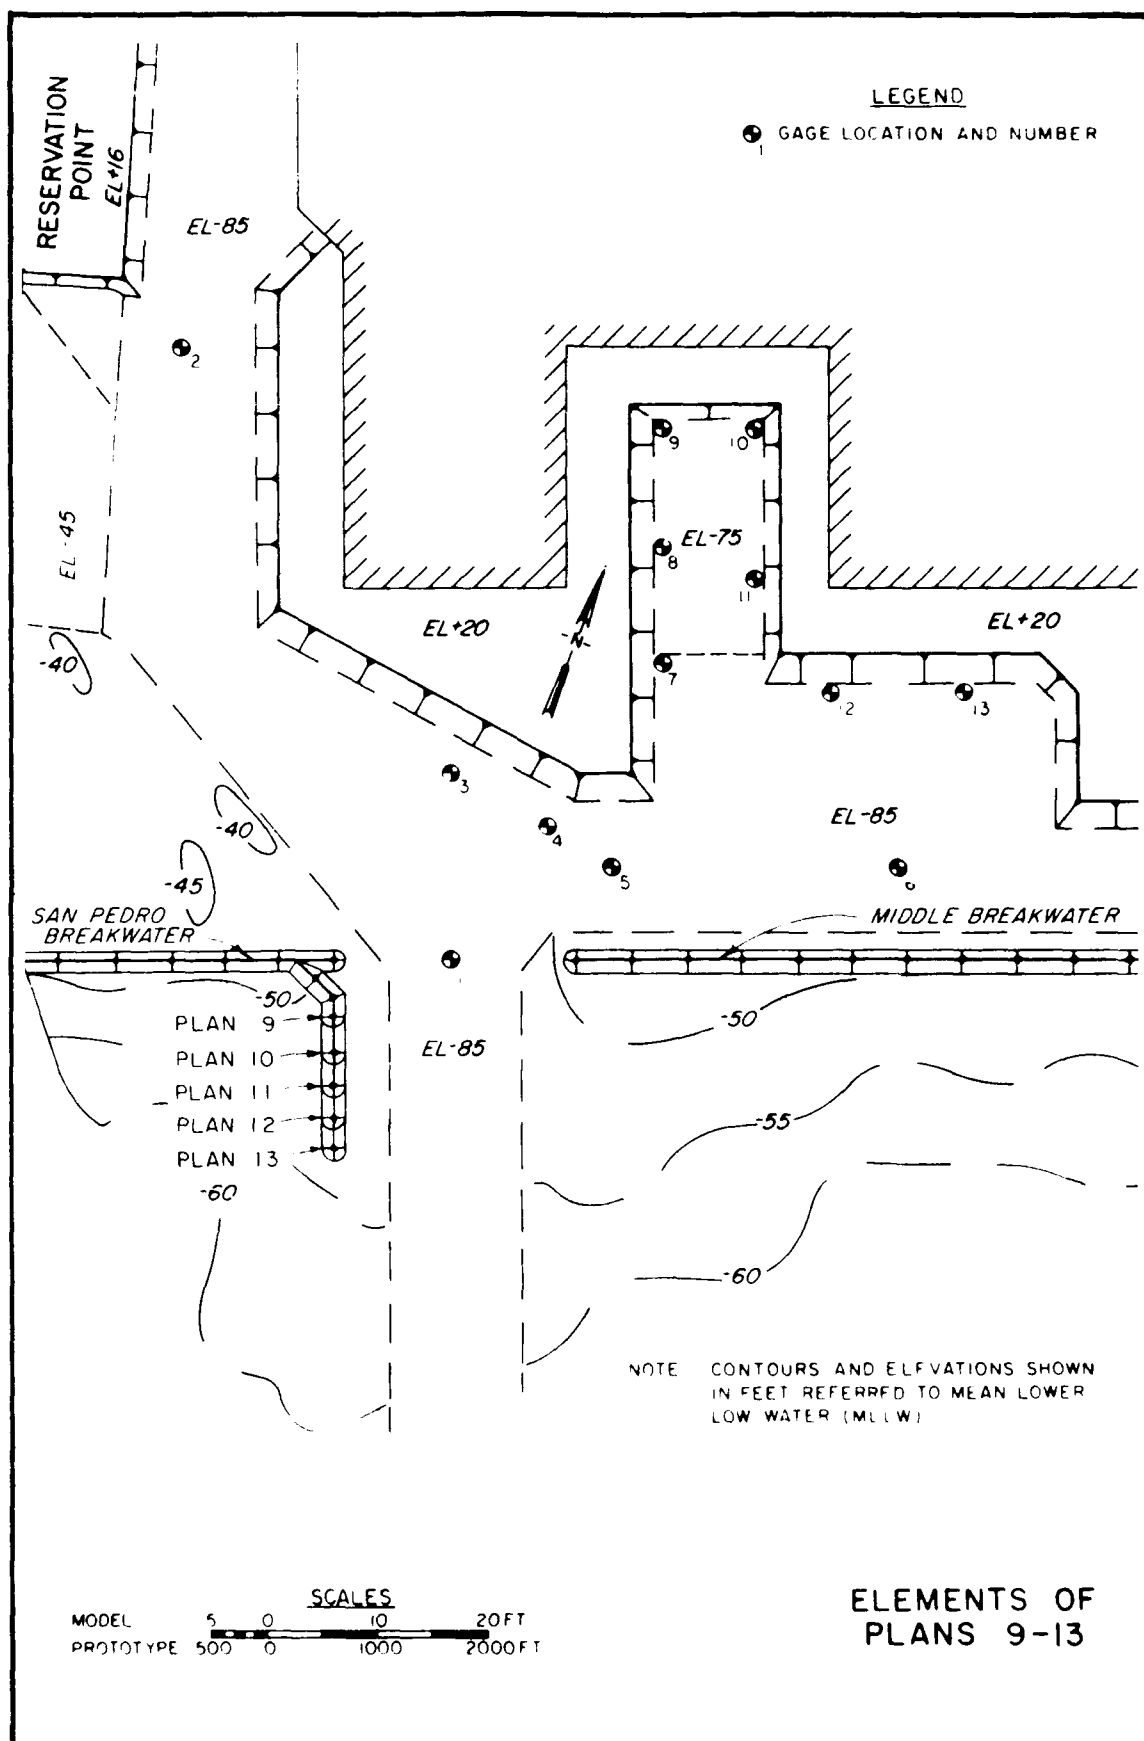 LEGEND
GAGE LOCATION AND NUMBER
1
RESERVATION
POINT
EL+16
EL-85
2
9
10
EL-45
EL-75
8
11
EL+20
EL+20
-N-
-40
7
12
13
3
EL-85
-40
4
-45
5
SAN PEDRO
BREAKWATER
MIDDLE BREAKWATER
-50
-50
PLAN 9
EL-85
PLAN 10
PLAN 11
-55
PLAN 12
PLAN 13
-60
-60
NOTE CONTOURS AND ELEVATIONS SHOWN
IN FEET REFERRED TO MEAN LOWER
LOW WATER (MLLW)
SCALES
MODEL 5 0 10 20 FT
PROTOTYPE 500 0 1000 2000 FT
ELEMENTS OF
PLANS 9-13